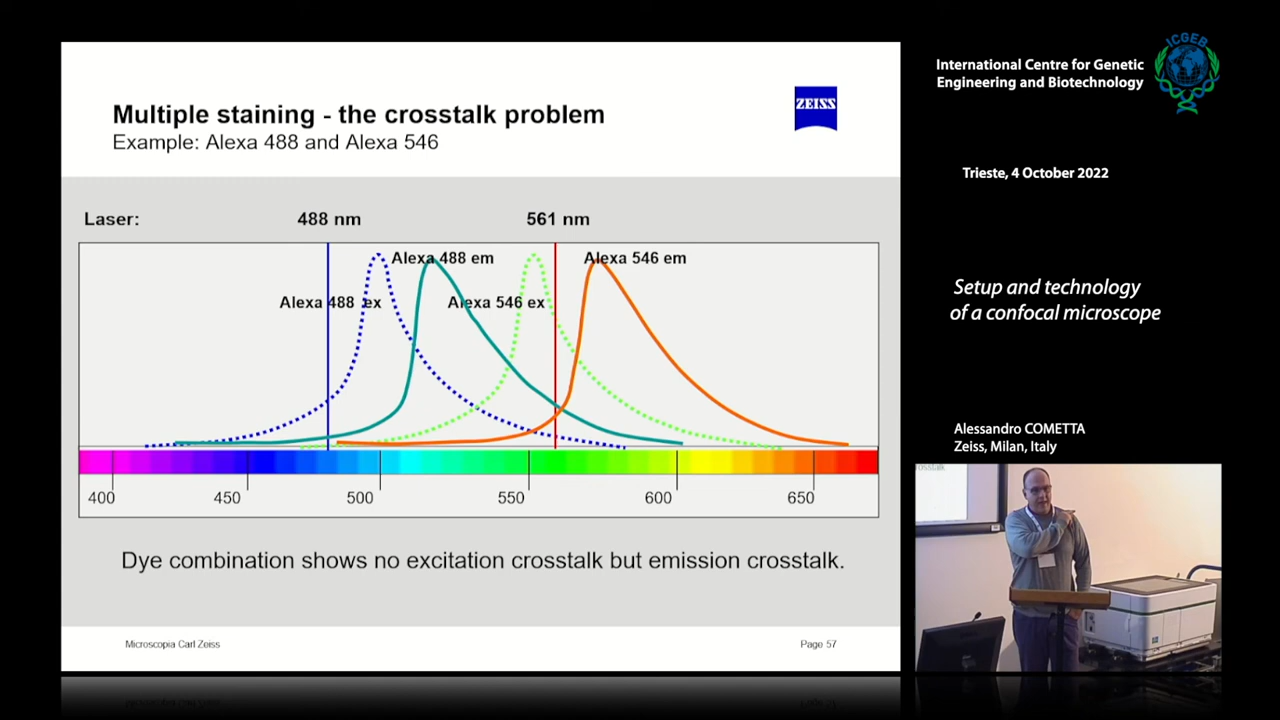 Multiple staining - the crosstalk problem
Example: Alexa 488 and Alexa 546
ZEISS
Laser:
488 nm
561 nm
Alexa 488 em
Alexa 546 em
Alexa 488 ex
Alexa 546 ex
400
450
500
550
600
650
Dye combination shows no excitation crosstalk but emission crosstalk.
Microscopia Carl Zeiss
Page 57
International Centre for Genetic
Engineering and Biotechnology
ICGEB
Trieste, 4 October 2022
Setup and technology
of a confocal microscope
Alessandro COMETTA
Zeiss, Milan, Italy
rosstalk